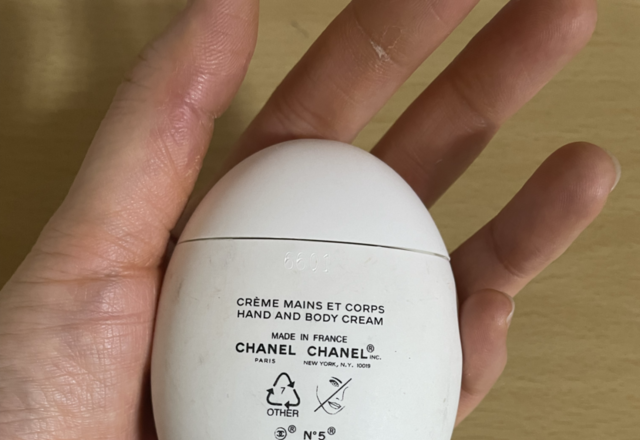 CRÈME MAINS ET CORPS
HAND AND BODY CREAM
MADE IN FRANCE
CHANEL CHANEL® INC.
PARIS NEW YORK, N.Y. 10019
7
OTHER
® N°5®